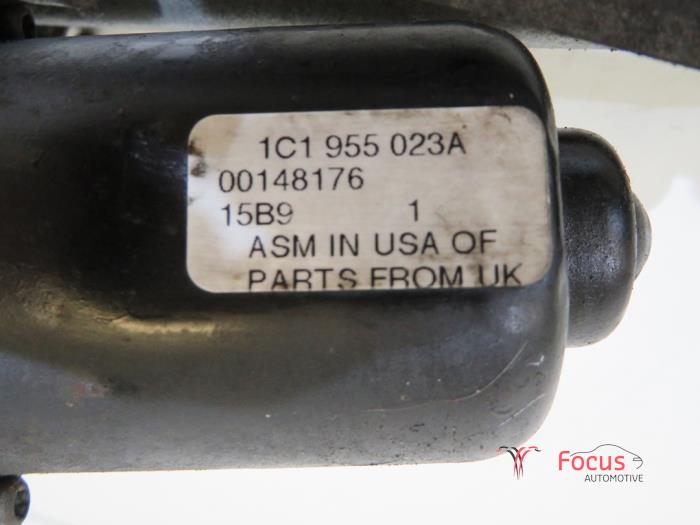 1C1 955 023A
00148176
15B9 1
ASM IN USA OF
PARTS FROM UK
Focus
AUTOMOTIVE